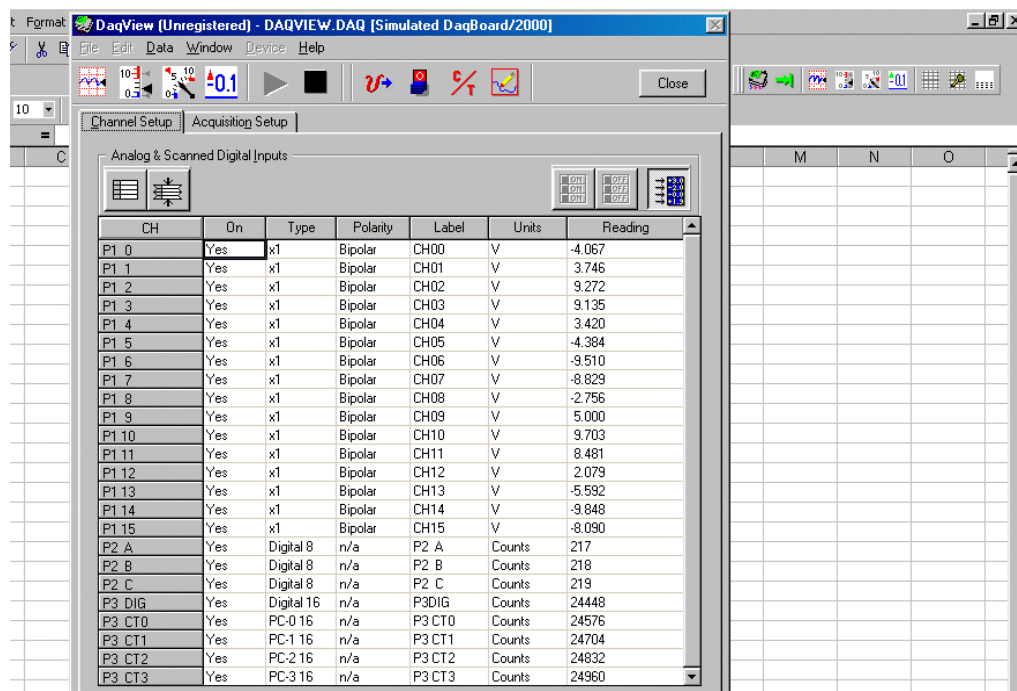 t Format
DaqView (Unregistered) - DAQVIEW.DAQ [Simulated DaqBoard/2000]
File Edit Data Window Device Help
Close
10
=
Channel Setup Acquisition Setup
Analog & Scanned Digital Inputs
C M N O
CH On Type Polarity Label Units Reading
P1 0 Yes x1 Bipolar CH00 V -4.067
P1 1 Yes x1 Bipolar CH01 V 3.746
P1 2 Yes x1 Bipolar CH02 V 9.272
P1 3 Yes x1 Bipolar CH03 V 9.135
P1 4 Yes x1 Bipolar CH04 V 3.420
P1 5 Yes x1 Bipolar CH05 V -4.384
P1 6 Yes x1 Bipolar CH06 V -9.510
P1 7 Yes x1 Bipolar CH07 V -8.829
P1 8 Yes x1 Bipolar CH08 V -2.756
P1 9 Yes x1 Bipolar CH09 V 5.000
P1 10 Yes x1 Bipolar CH10 V 9.703
P1 11 Yes x1 Bipolar CH11 V 8.481
P1 12 Yes x1 Bipolar CH12 V 2.079
P1 13 Yes x1 Bipolar CH13 V -5.592
P1 14 Yes x1 Bipolar CH14 V -9.848
P1 15 Yes x1 Bipolar CH15 V -8.090
P2 A Yes Digital 8 n/a P2 A Counts 217
P2 B Yes Digital 8 n/a P2 B Counts 218
P2 C Yes Digital 8 n/a P2 C Counts 219
P3 DIG Yes Digital 16 n/a P3DIG Counts 24448
P3 CT0 Yes PC-0 16 n/a P3 CT0 Counts 24576
P3 CT1 Yes PC-1 16 n/a P3 CT1 Counts 24704
P3 CT2 Yes PC-2 16 n/a P3 CT2 Counts 24832
P3 CT3 Yes PC-3 16 n/a P3 CT3 Counts 24960